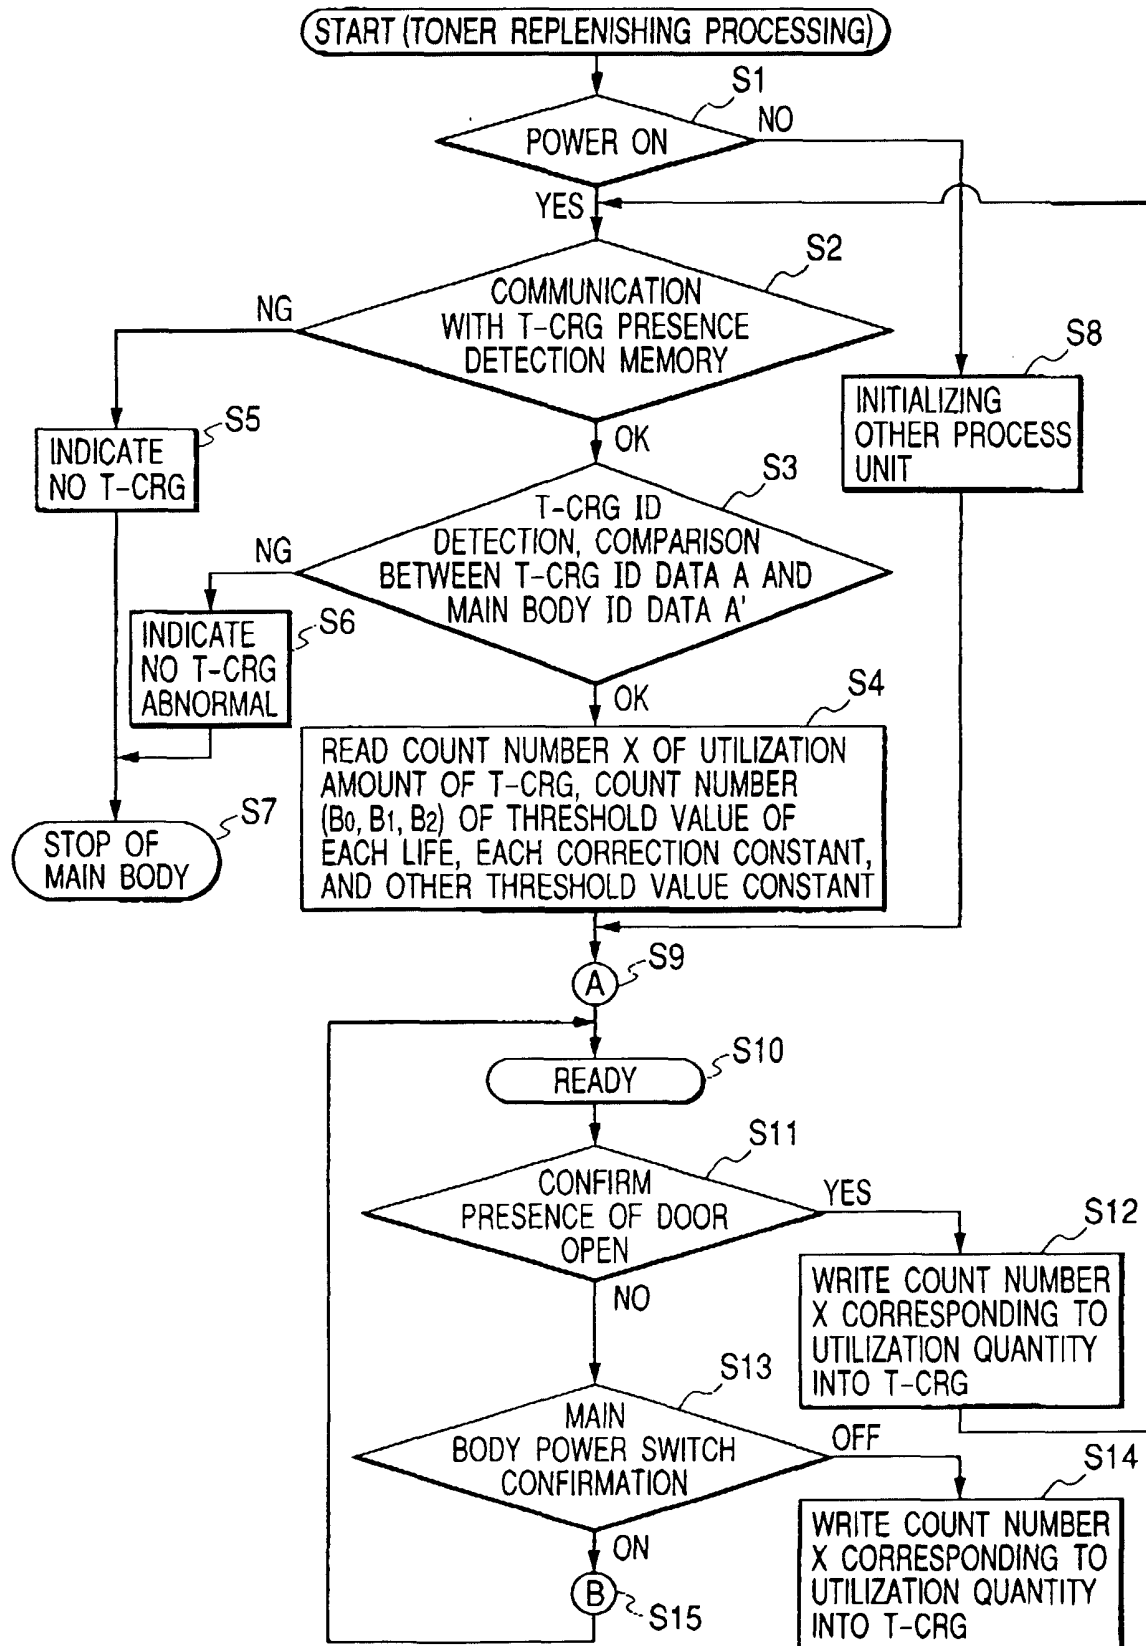 START (TONER REPLENISHING PROCESSING)
S1
POWER ON
NO
YES
S2
COMMUNICATION
WITH T-CRG PRESENCE
DETECTION MEMORY
NG
S8
INITIALIZING
OTHER PROCESS
UNIT
S5
INDICATE
NO T-CRG
OK
S3
T-CRG ID
DETECTION, COMPARISON
BETWEEN T-CRG ID DATA A AND
MAIN BODY ID DATA A'
NG
S6
INDICATE
NO T-CRG
ABNORMAL
OK
S4
READ COUNT NUMBER X OF UTILIZATION
AMOUNT OF T-CRG, COUNT NUMBER
(B0, B1, B2) OF THRESHOLD VALUE OF
EACH LIFE, EACH CORRECTION CONSTANT,
AND OTHER THRESHOLD VALUE CONSTANT
S7
STOP OF
MAIN BODY
S9
A
S10
READY
S11
CONFIRM
PRESENCE OF DOOR
OPEN
YES
S12
WRITE COUNT NUMBER
X CORRESPONDING TO
UTILIZATION QUANTITY
INTO T-CRG
NO
S13
MAIN
BODY POWER SWITCH
CONFIRMATION
OFF
S14
WRITE COUNT NUMBER
X CORRESPONDING TO
UTILIZATION QUANTITY
INTO T-CRG
ON
B
S15